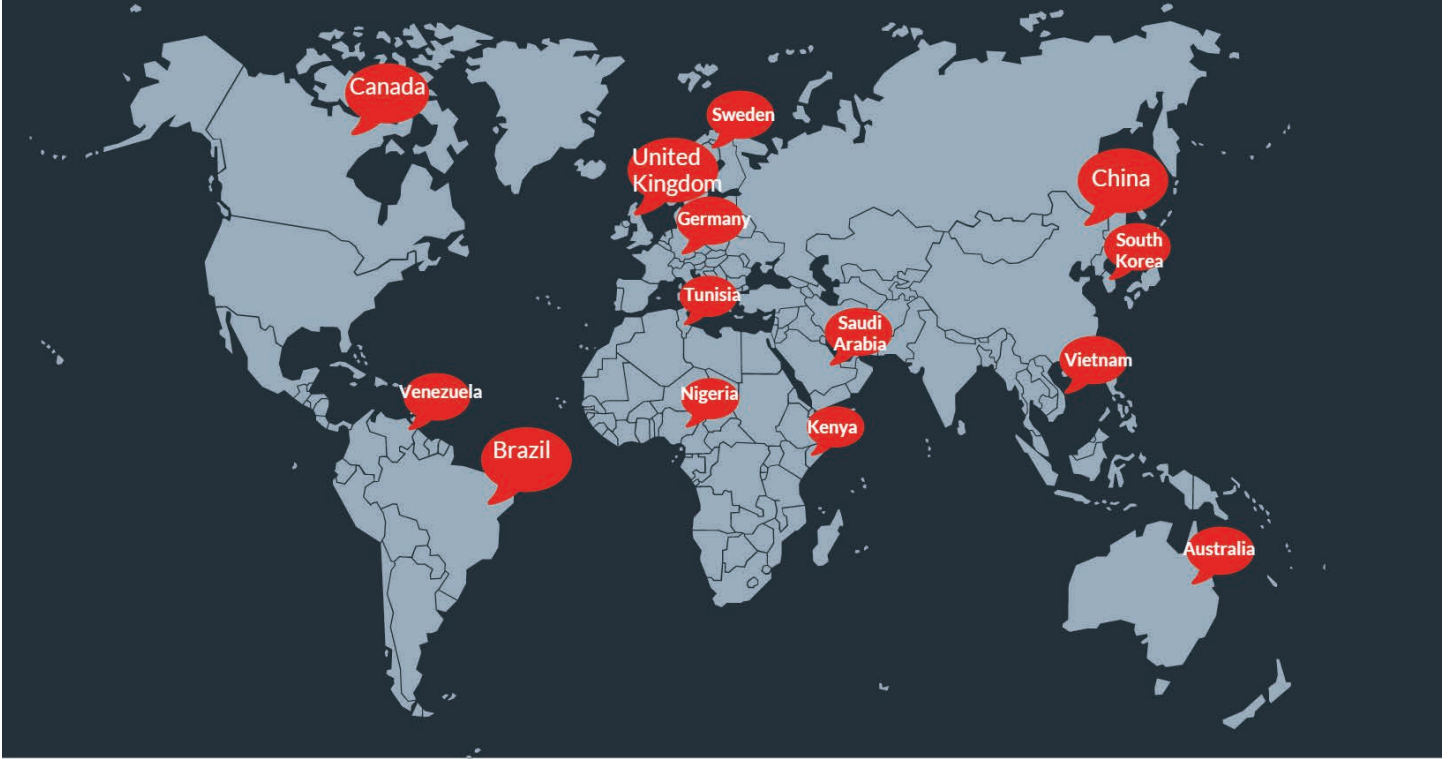 Canada
Sweden
United
Kingdom
China
Germany
South
Korea
Tunisia
Saudi
Arabia
Vietnam
Venezuela
Nigeria
Kenya
Brazil
Australia